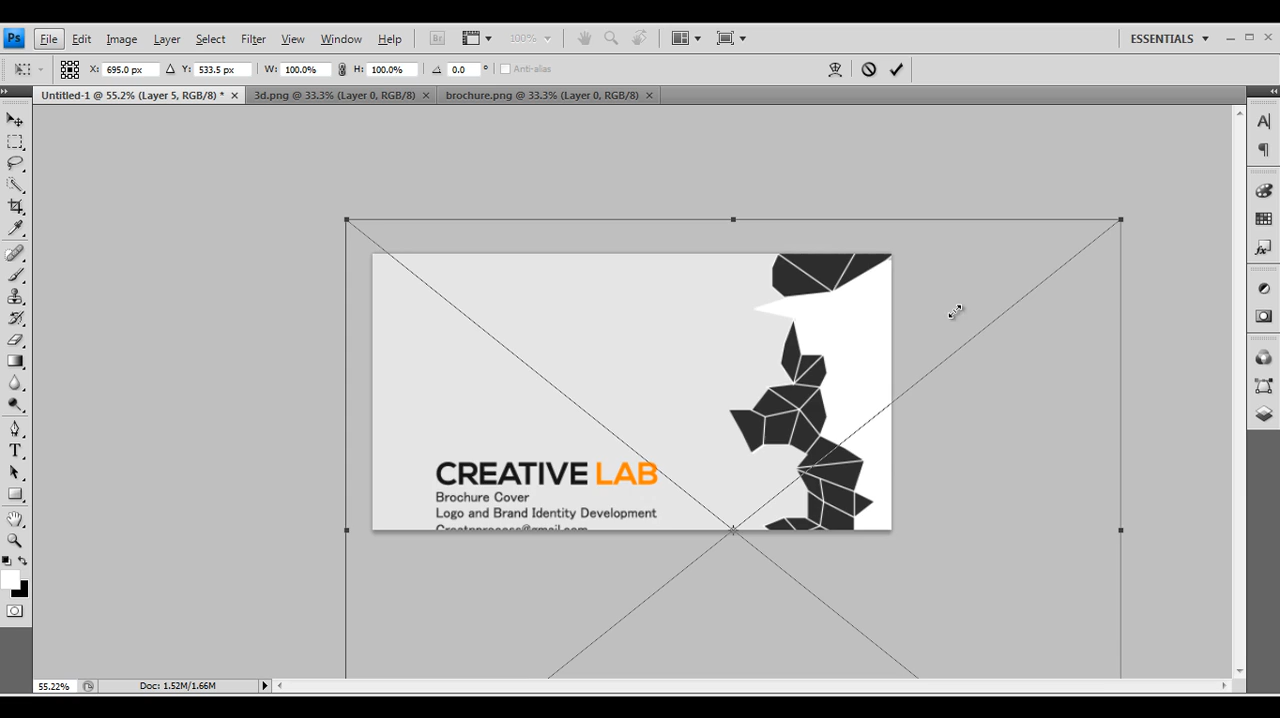 Ps File Edit Image Layer Select Filter View Window Help Br 100% ESSENTIALS
X: 695.0 px Y: 533.5 px W: 100.0% H: 100.0% 0.0 ° Anti-alias
Untitled-1 @ 55.2% (Layer 5, RGB/8) * 3d.png @ 33.3% (Layer 0, RGB/8) brochure.png @ 33.3% (Layer 0, RGB/8)
CREATIVE LAB
Brochure Cover
Logo and Brand Identity Development
55.22% Doc: 1.52M/1.66M